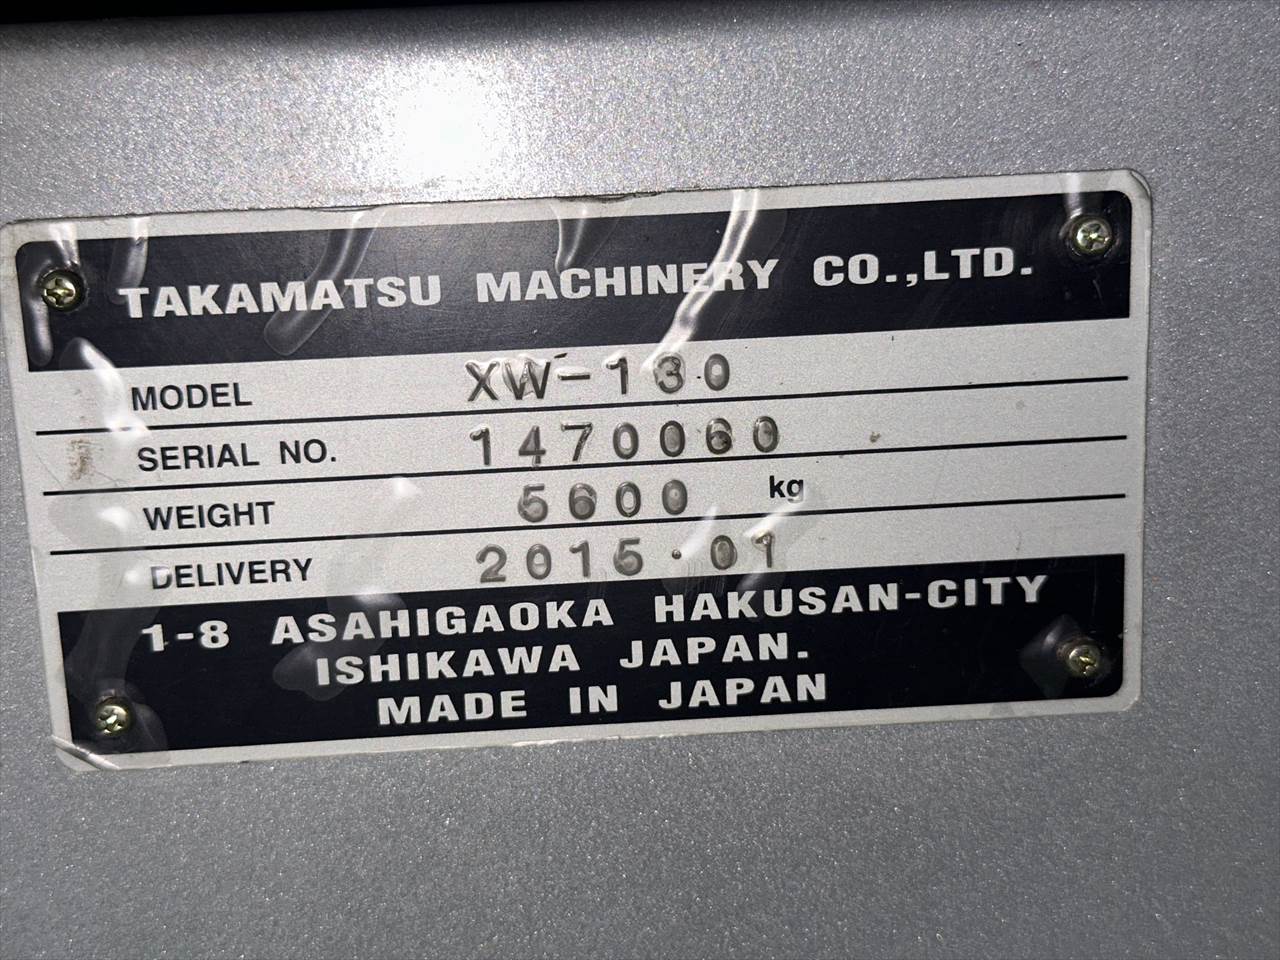 TAKAMATSU MACHINERY CO.,LTD.
MODEL XW-130
SERIAL NO. 1470060
WEIGHT 5600 kg
DELIVERY 2015·01
1-8 ASAHIGAOKA HAKUSAN-CITY
ISHIKAWA JAPAN.
MADE IN JAPAN